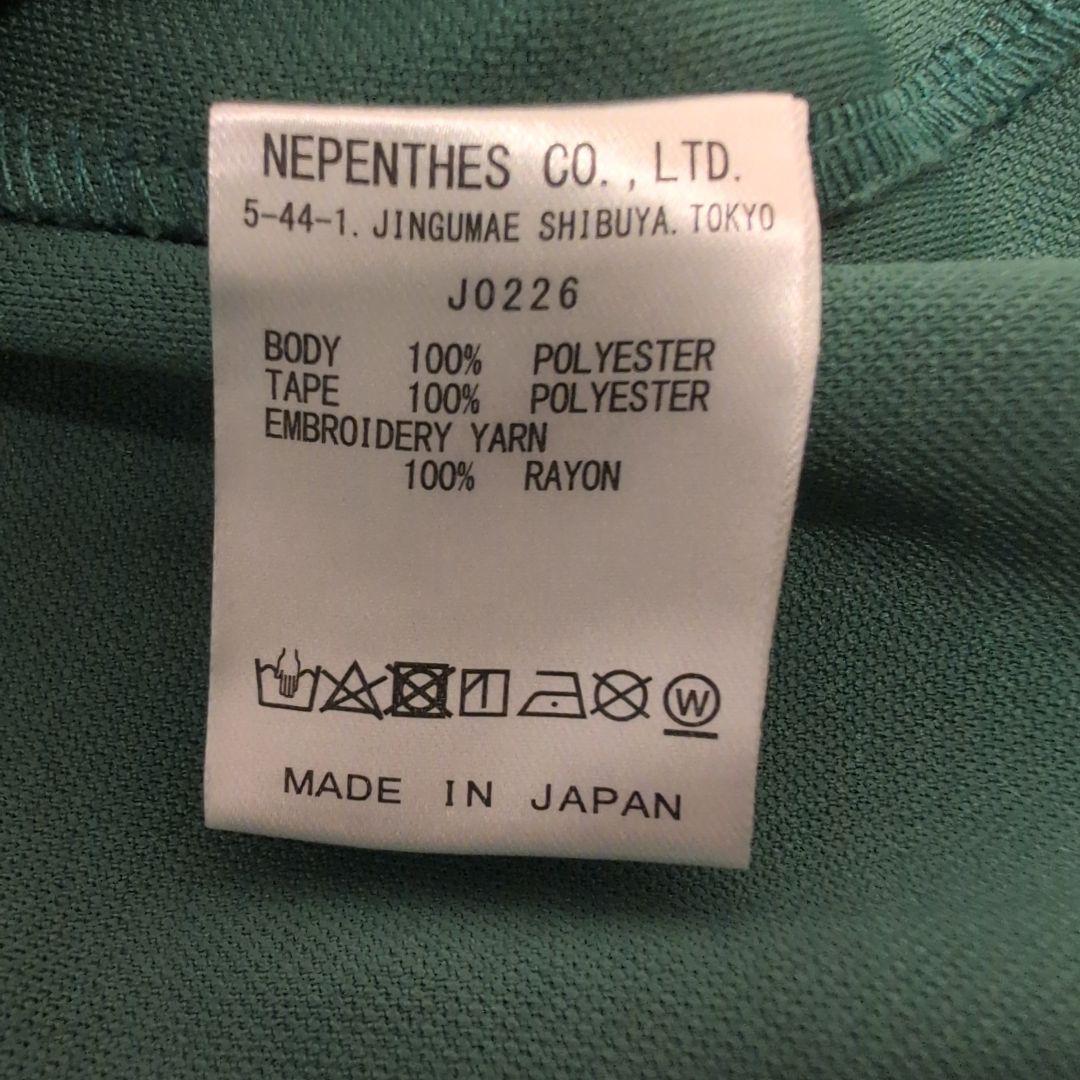 NEPENTHES CO., LTD.
5-44-1. JINGUMAE SHIBUYA. TOKYO
J0226
BODY 100% POLYESTER
TAPE 100% POLYESTER
EMBROIDERY YARN
100% RAYON
W
MADE IN JAPAN